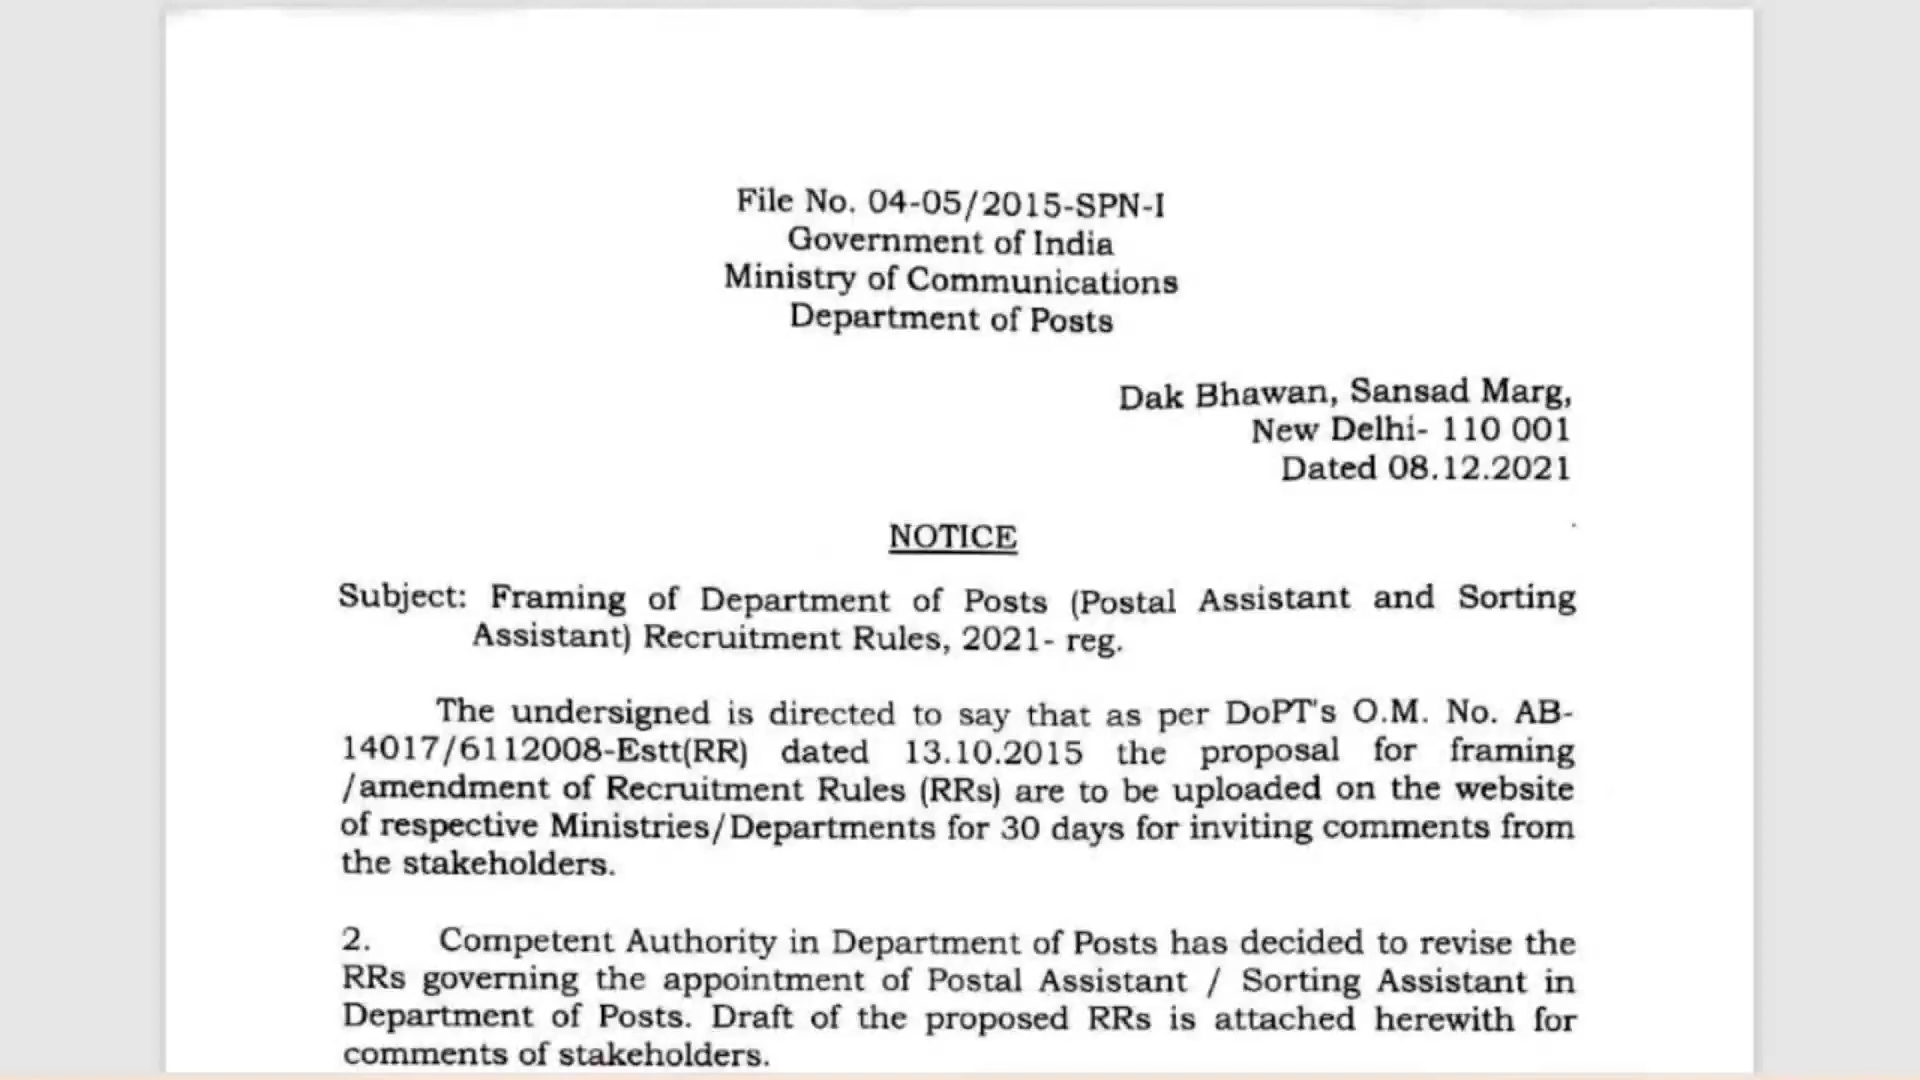 File No. 04-05/2015-SPN-I
Government of India
Ministry of Communications
Department of Posts
Dak Bhawan, Sansad Marg,
New Delhi- 110 001
Dated 08.12.2021
NOTICE
Subject: Framing of Department of Posts (Postal Assistant and Sorting
Assistant) Recruitment Rules, 2021- reg.
The undersigned is directed to say that as per DoPT's O.M. No. AB-
14017/6112008-Estt(RR) dated 13.10.2015 the proposal for framing
/amendment of Recruitment Rules (RRs) are to be uploaded on the website
of respective Ministries/Departments for 30 days for inviting comments from
the stakeholders.
2. Competent Authority in Department of Posts has decided to revise the
RRs governing the appointment of Postal Assistant / Sorting Assistant in
Department of Posts. Draft of the proposed RRs is attached herewith for
comments of stakeholders.